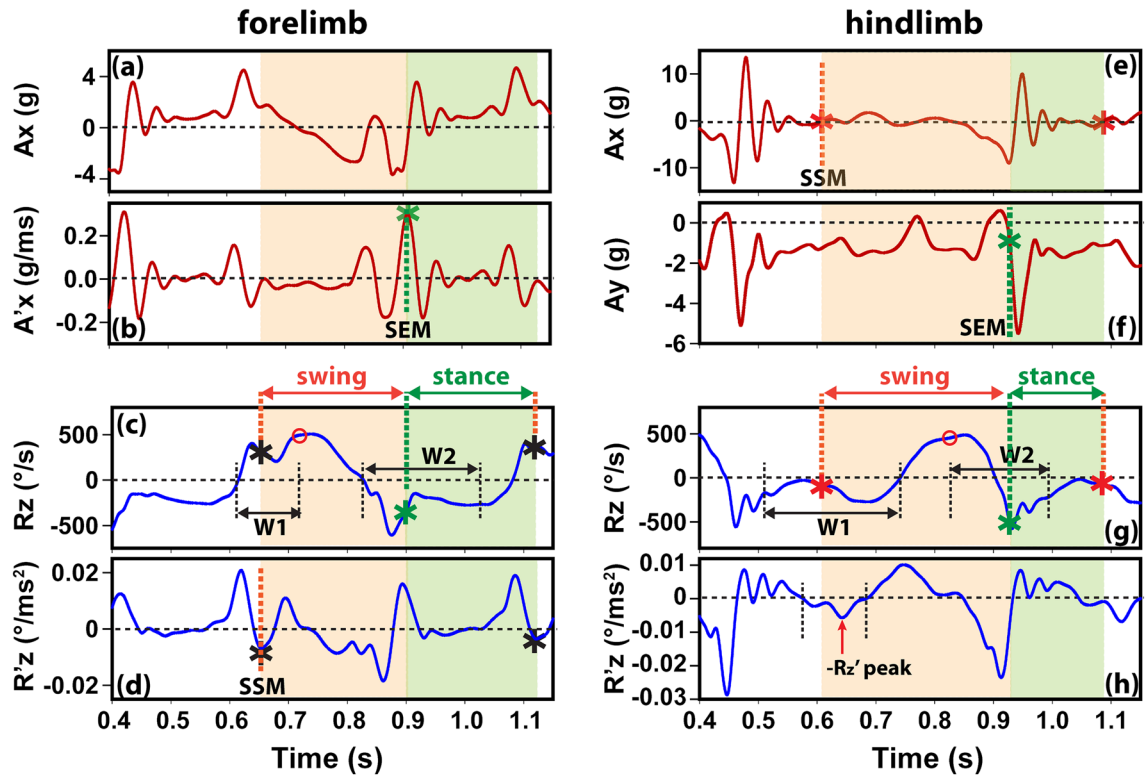 forelimb
hindlimb
(a)
4
0
-4
Ax (g)
(b)
0.2
0.0
-0.2
A'x (g/ms)
SEM
swing
stance
(c)
500
0
-500
Rz (°/s)
W1
W2
(d)
0.02
0
-0.02
R'z (°/ms²)
SSM
0.4 0.5 0.6 0.7 0.8 0.9 1.0 1.1
Time (s)
(e)
10
0
-10
Ax (g)
SSM
(f)
0
-2
-4
-6
Ay (g)
SEM
swing
stance
(g)
500
0
-500
Rz (°/s)
W1
W2
(h)
0.01
0
-0.01
-0.02
-0.03
R'z (°/ms²)
-Rz' peak
0.4 0.5 0.6 0.7 0.8 0.9 1.0 1.1
Time (s)